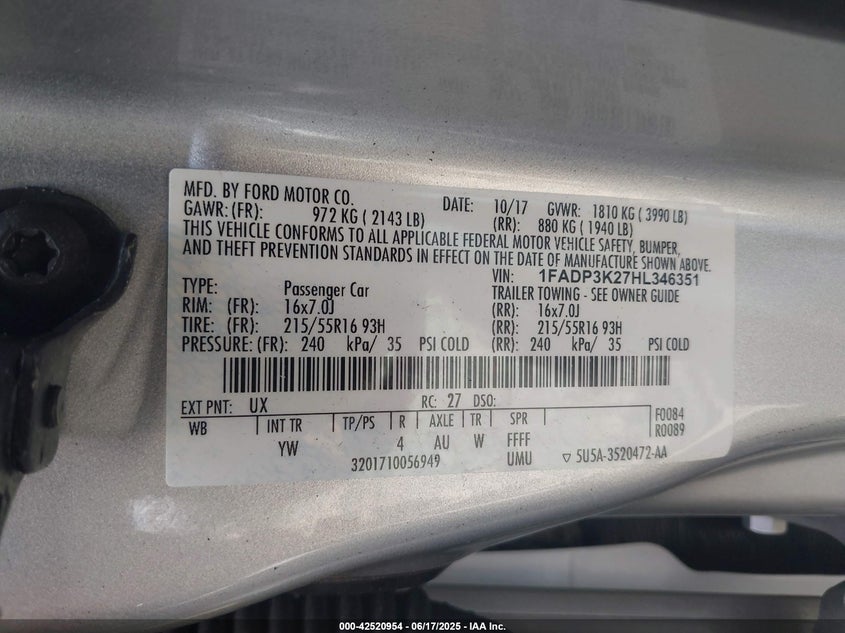 MFD. BY FORD MOTOR CO. DATE: 10/17 GVWR: 1810 KG ( 3990 LB)
GAWR: (FR): 972 KG ( 2143 LB) (RR): 880 KG ( 1940 LB)
THIS VEHICLE CONFORMS TO ALL APPLICABLE FEDERAL MOTOR VEHICLE SAFETY, BUMPER,
AND THEFT PREVENTION STANDARDS IN EFFECT ON THE DATE OF MANUFACTURE SHOWN ABOVE.
VIN: 1FADP3K27HL346351
TYPE: Passenger Car TRAILER TOWING - SEE OWNER GUIDE
RIM: (FR): 16x7.0J (RR): 16x7.0J
TIRE: (FR): 215/55R16 93H (RR): 215/55R16 93H
PRESSURE: (FR): 240 kPa/ 35 PSI COLD (RR): 240 kPa/ 35 PSI COLD
EXT PNT: UX RC: 27 DSO:
WB INT TR TP/PS R AXLE TR SPR F0084
YW 4 AU W FFFF R0089
3201710056949 UMU ▽ 5U5A-3520472-AA
000-42520954 - 06/17/2025 - IAA Inc.